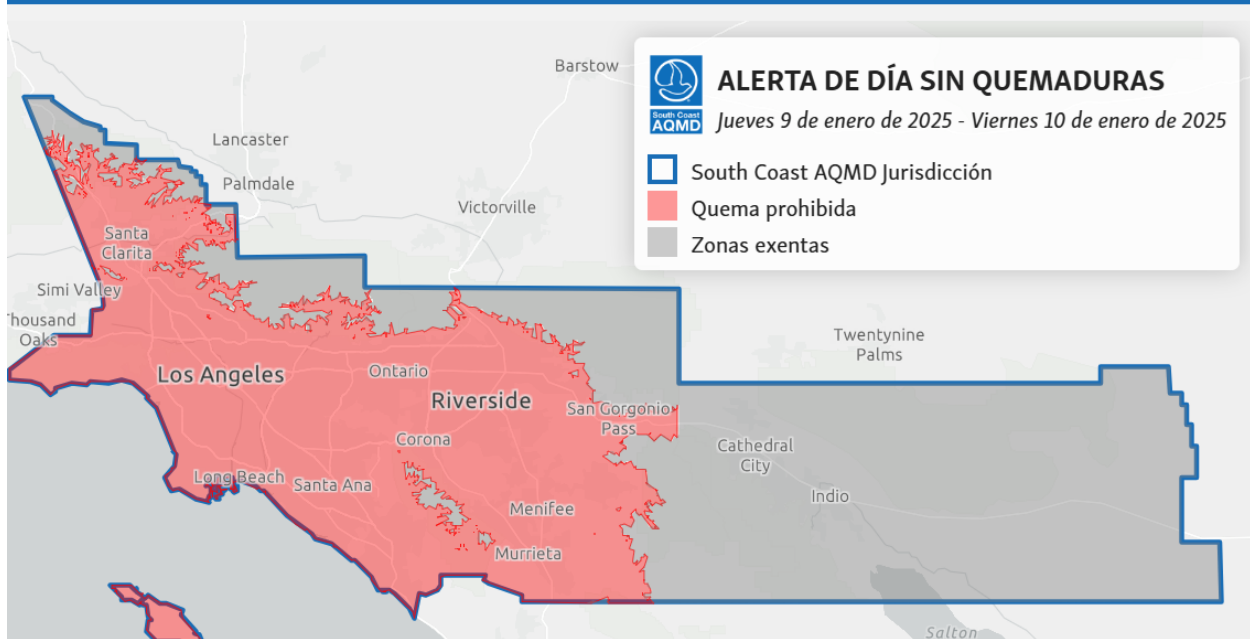 Barstow
South Coast
AQMD
ALERTA DE DÍA SIN QUEMADURAS
Jueves 9 de enero de 2025 - Viernes 10 de enero de 2025
South Coast AQMD Jurisdicción
Quema prohibida
Zonas exentas
Lancaster
Palmdale
Victorville
Santa
Clarita
Simi Valley
Thousand
Oaks
Twentynine
Palms
Los Angeles
Ontario
Riverside
San Gorgonio
Pass
Corona
Cathedral
City
Long Beach
Santa Ana
Indio
Menifee
Murrieta
Salton